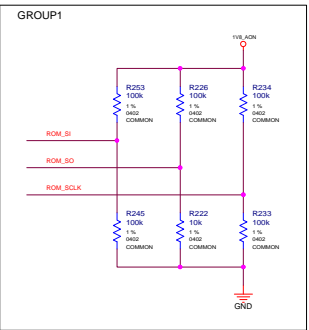 GROUP1
1V8_AON
R253
100k
1 %
0402
COMMON
R226
100k
1 %
0402
COMMON
R234
100k
1 %
0402
COMMON
ROM_SI
ROM_SO
ROM_SCLK
R245
100k
1 %
0402
COMMON
R222
10k
1 %
0402
COMMON
R233
100k
1 %
0402
COMMON
GND